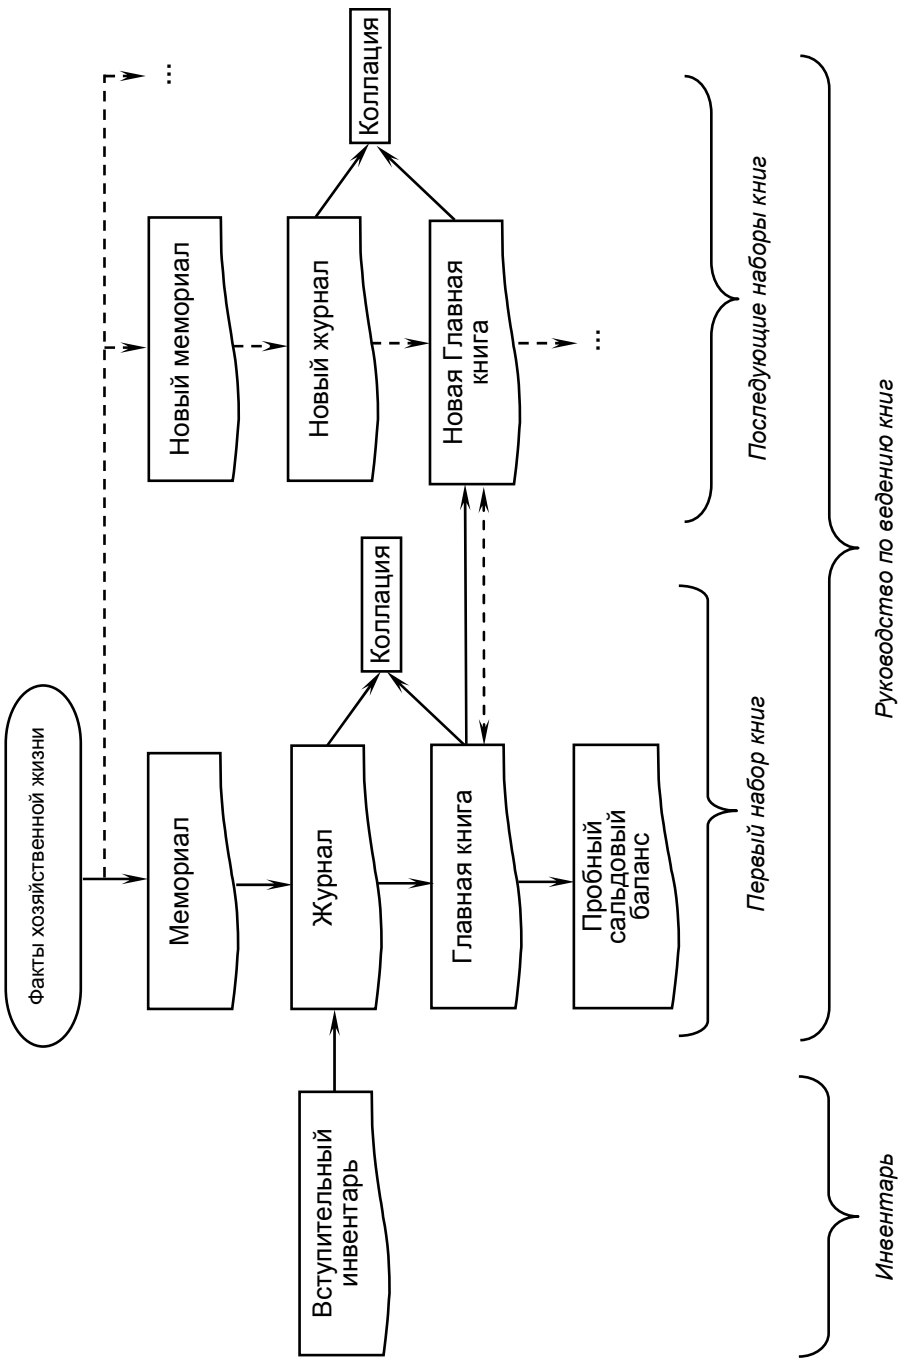 Факты хозяйственной жизни
...
Мемориал
Новый мемориал
Вступительный
инвентарь
Журнал
Новый журнал
Коллация
Коллация
Главная книга
Новая Главная
книга
Пробный
сальдовый
баланс
...
Первый набор книг
Последующие наборы книг
Инвентарь
Руководство по ведению книг